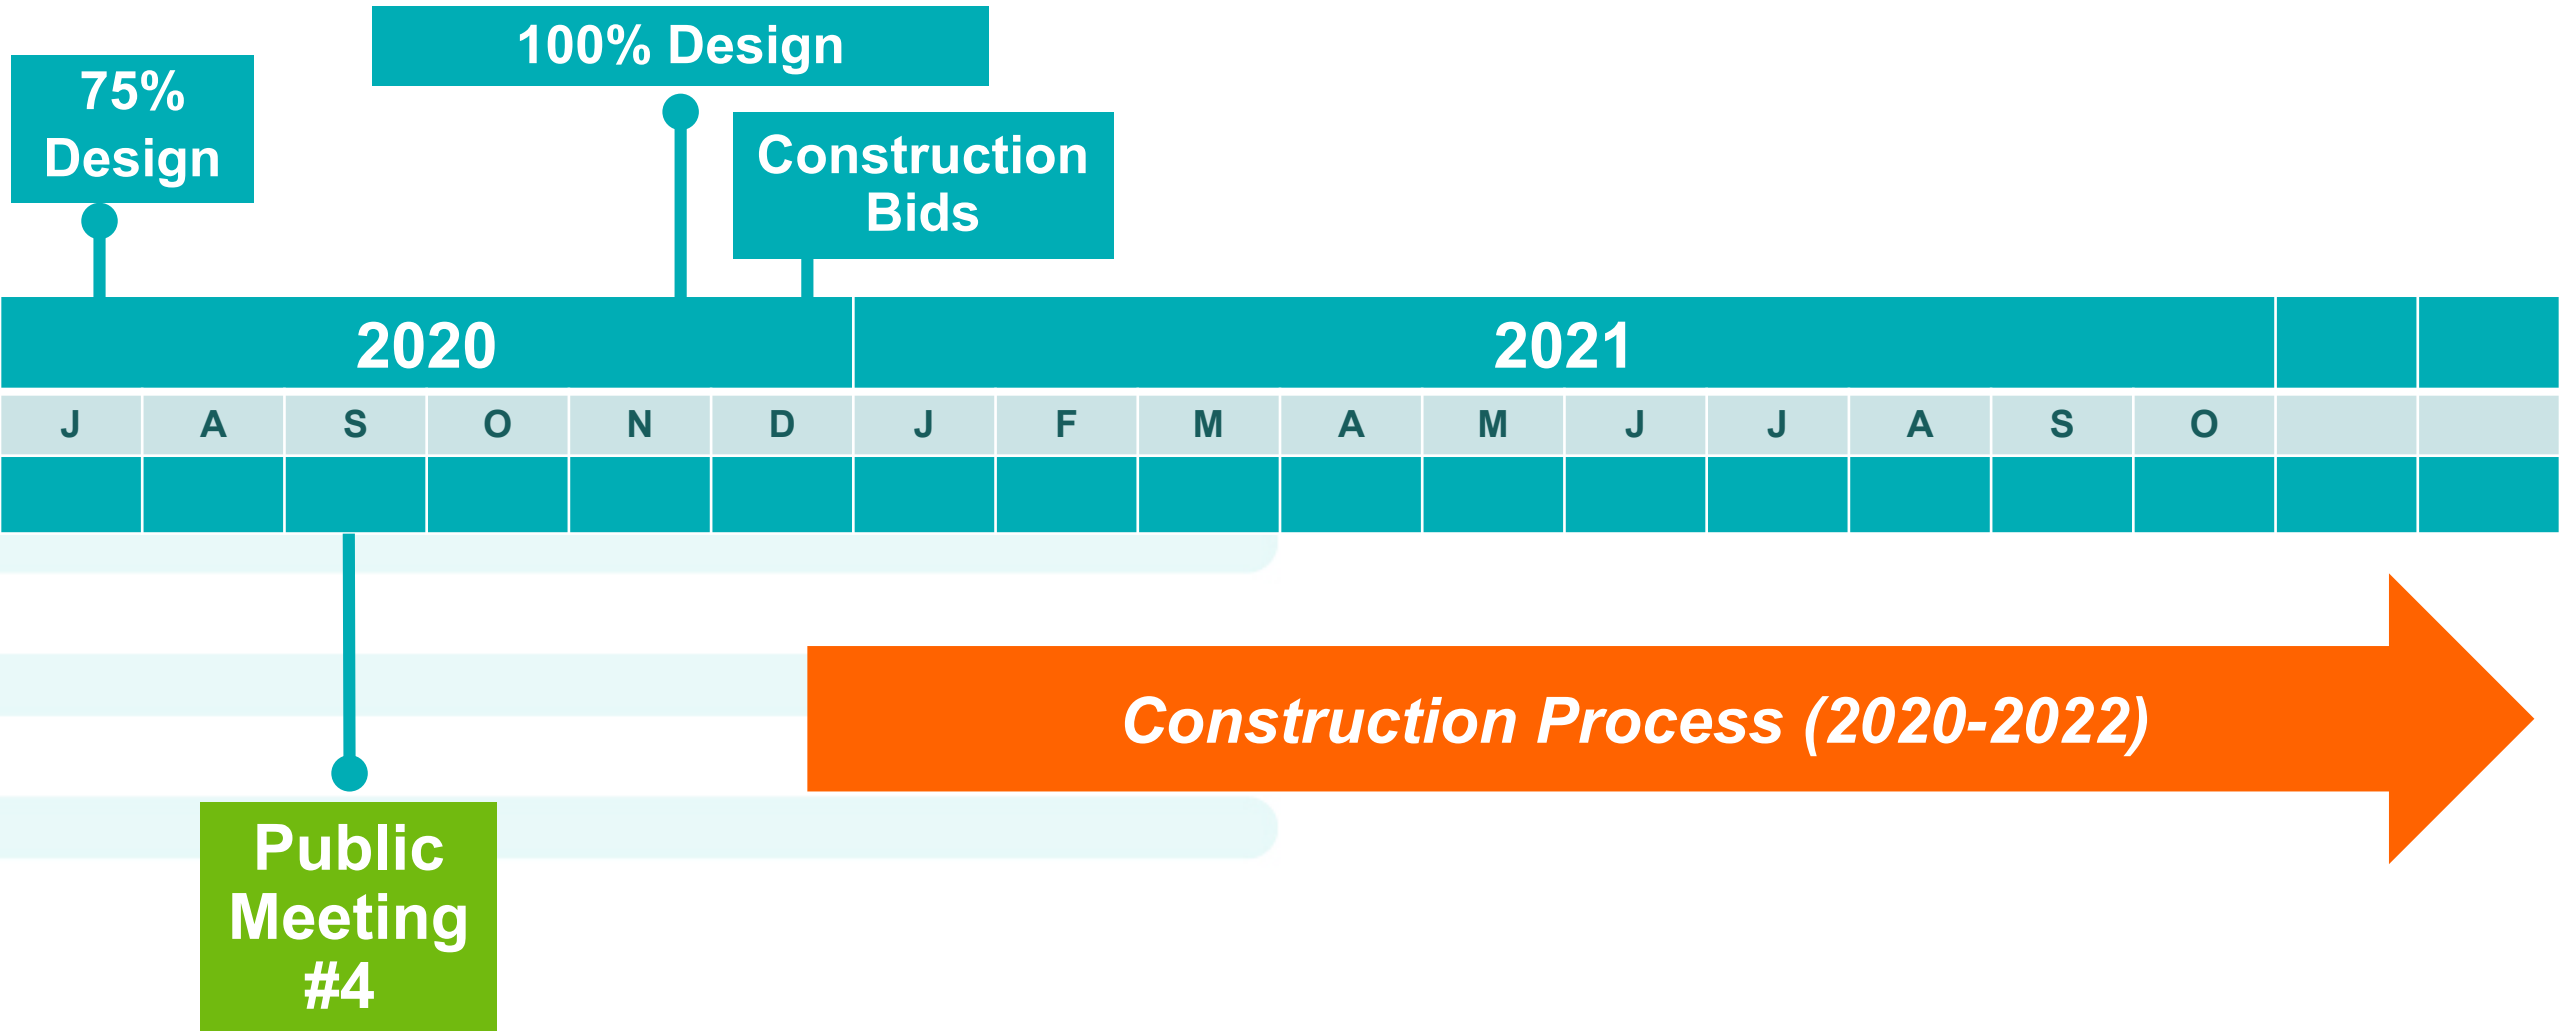 100% Design
75%
Design
Construction
Bids
2020 2021
J A S O N D J F M A M J J A S O
Construction Process (2020-2022)
Public
Meeting
#4